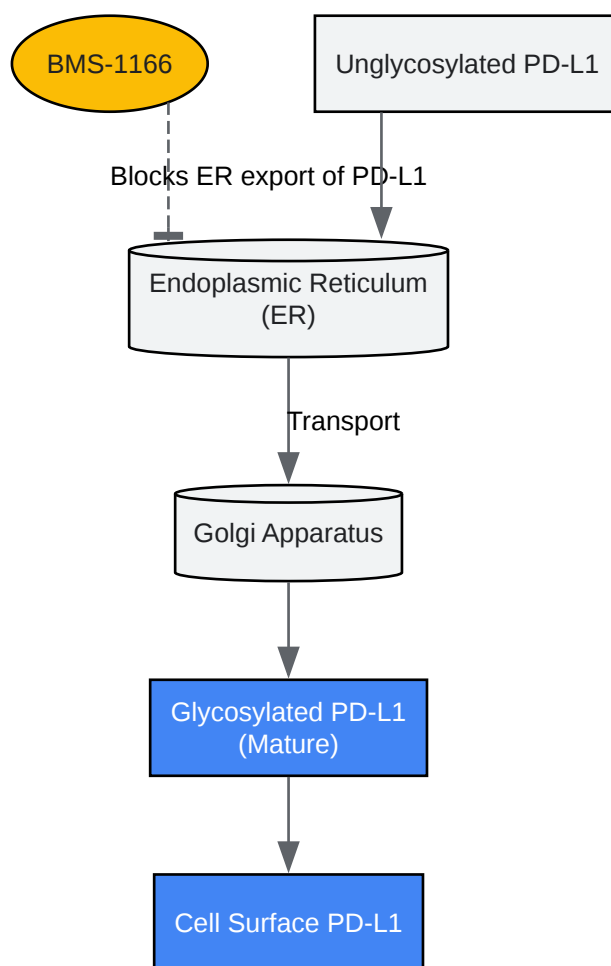 BMS-1166
Unglycosylated PD-L1
Blocks ER export of PD-L1
Endoplasmic Reticulum
(ER)
Transport
Golgi Apparatus
Glycosylated PD-L1
(Mature)
Cell Surface PD-L1